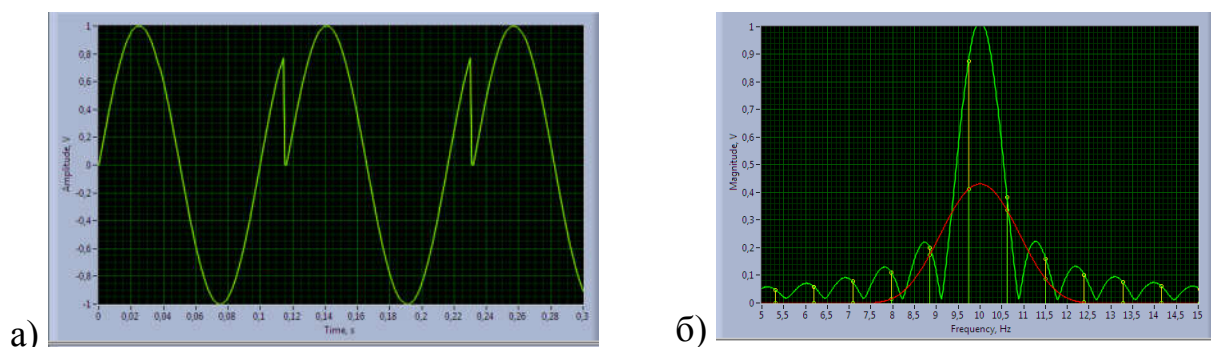 а)
Amplitude, V
1
0,8
0,6
0,4
0,2
0
-0,2
-0,4
-0,6
-0,8
-1
0 0,02 0,04 0,06 0,08 0,1 0,12 0,14 0,16 0,18 0,2 0,22 0,24 0,26 0,28 0,3
Time, s
б)
Magnitude, V
1
0,9
0,8
0,7
0,6
0,5
0,4
0,3
0,2
0,1
0
5 5,5 6 6,5 7 7,5 8 8,5 9 9,5 10 10,5 11 11,5 12 12,5 13 13,5 14 14,5 15
Frequency, Hz